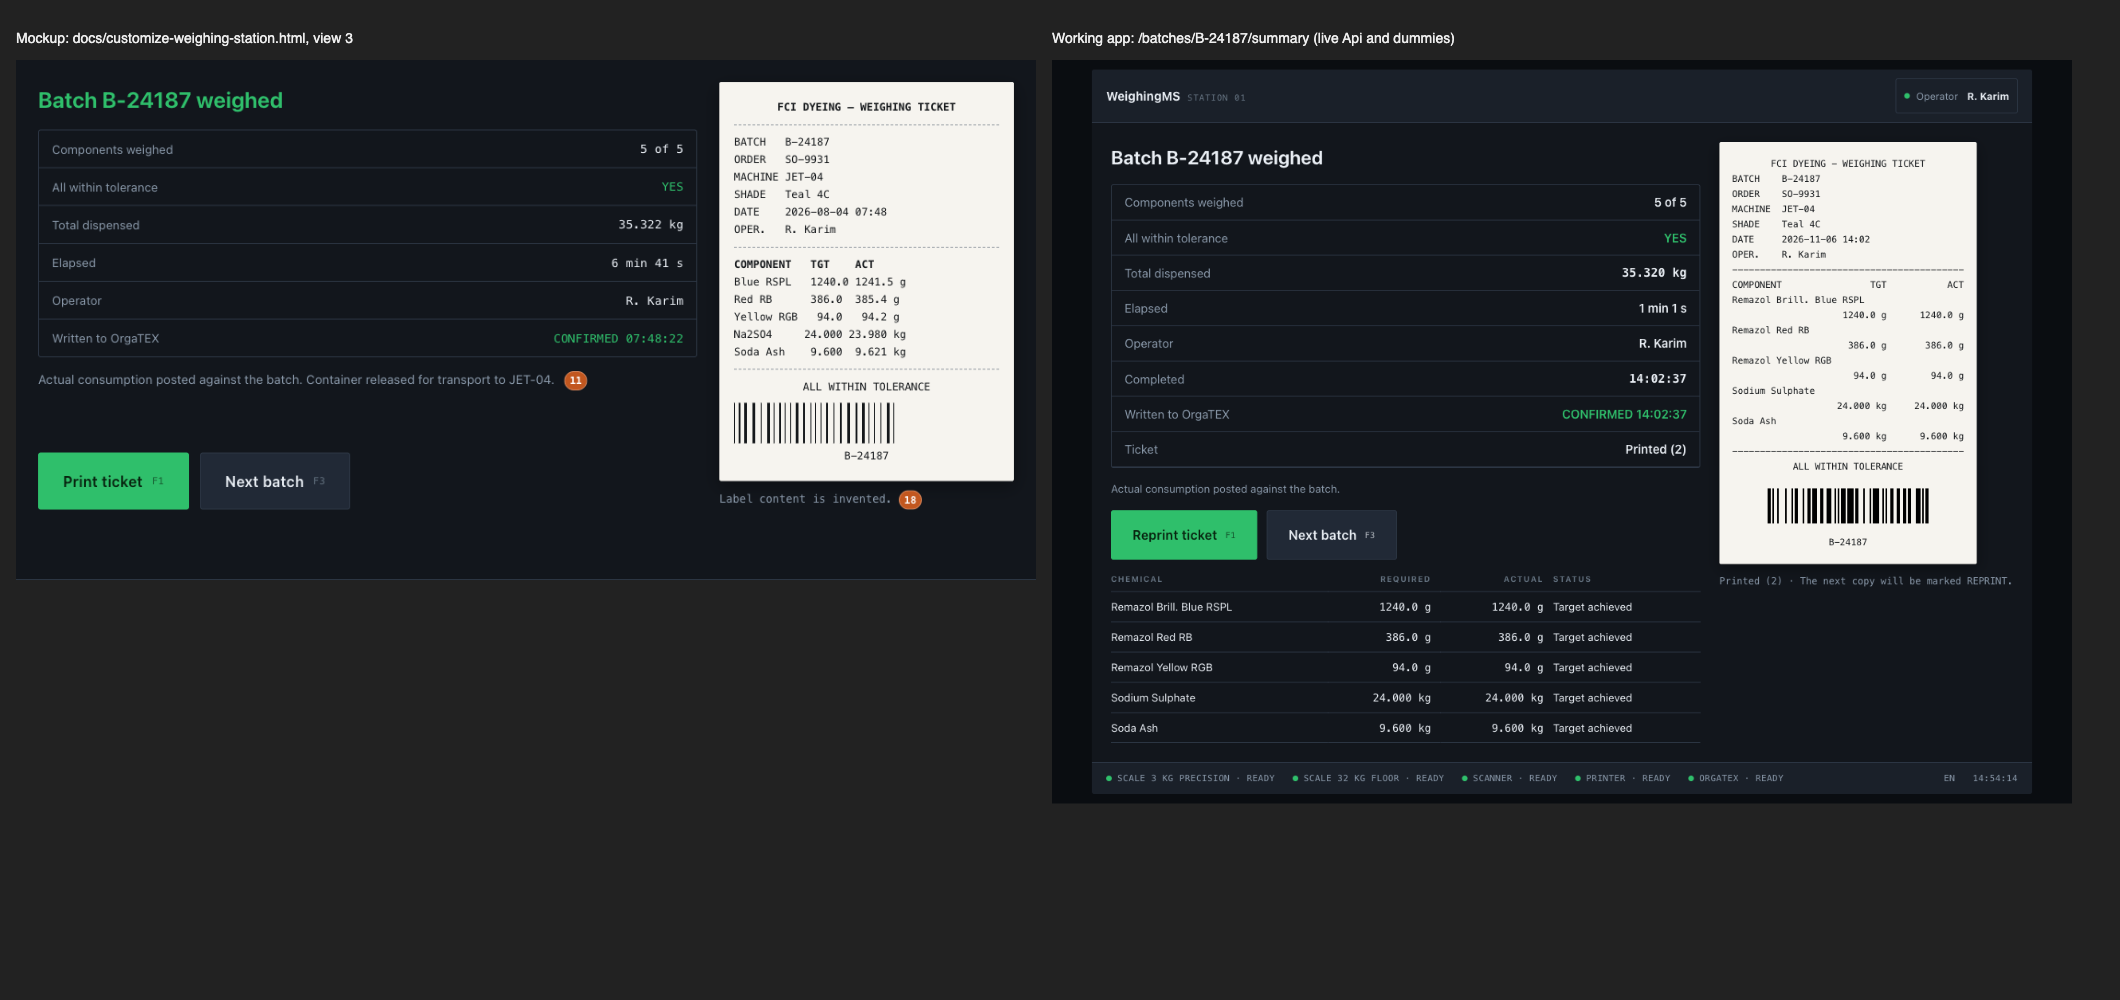 Mockup: docs/customize-weighing-station.html, view 3
Batch B-24187 weighed
Components weighed 5 of 5
All within tolerance YES
Total dispensed 35.322 kg
Elapsed 6 min 41 s
Operator R. Karim
Written to OrgaTEX CONFIRMED 07:48:22
Actual consumption posted against the batch. Container released for transport to JET-04. 11
Print ticket F1 Next batch F3
FCI DYEING — WEIGHING TICKET
BATCH B-24187
ORDER SO-9931
MACHINE JET-04
SHADE Teal 4C
DATE 2026-08-04 07:48
OPER. R. Karim
COMPONENT TGT ACT
Blue RSPL 1240.0 1241.5 g
Red RB 386.0 385.4 g
Yellow RGB 94.0 94.2 g
Na2SO4 24.000 23.980 kg
Soda Ash 9.600 9.621 kg
ALL WITHIN TOLERANCE
B-24187
Label content is invented. 18
Working app: /batches/B-24187/summary (live Api and dummies)
WeighingMS STATION 01
Operator R. Karim
Batch B-24187 weighed
Components weighed 5 of 5
All within tolerance YES
Total dispensed 35.320 kg
Elapsed 1 min 1 s
Operator R. Karim
Completed 14:02:37
Written to OrgaTEX CONFIRMED 14:02:37
Ticket Printed (2)
Actual consumption posted against the batch.
Reprint ticket F1 Next batch F3
CHEMICAL REQUIRED ACTUAL STATUS
Remazol Brill. Blue RSPL 1240.0 g 1240.0 g Target achieved
Remazol Red RB 386.0 g 386.0 g Target achieved
Remazol Yellow RGB 94.0 g 94.0 g Target achieved
Sodium Sulphate 24.000 kg 24.000 kg Target achieved
Soda Ash 9.600 kg 9.600 kg Target achieved
FCI DYEING — WEIGHING TICKET
BATCH B-24187
ORDER SO-9931
MACHINE JET-04
SHADE Teal 4C
DATE 2026-11-06 14:02
OPER. R. Karim
COMPONENT TGT ACT
Remazol Brill. Blue RSPL
1240.0 g 1240.0 g
Remazol Red RB
386.0 g 386.0 g
Remazol Yellow RGB
94.0 g 94.0 g
Sodium Sulphate
24.000 kg 24.000 kg
Soda Ash
9.600 kg 9.600 kg
ALL WITHIN TOLERANCE
B-24187
Printed (2) · The next copy will be marked REPRINT.
SCALE 3 KG PRECISION · READY SCALE 32 KG FLOOR · READY SCANNER · READY PRINTER · READY ORGATEX · READY EN 14:54:14